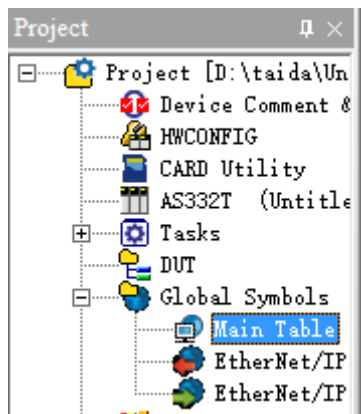 Project
Project [D:\taida\Un
Device Comment &
HWCONFIG
CARD Utility
AS332T (Untitle
Tasks
DUT
Global Symbols
Main Table
EtherNet/IP
EtherNet/IP